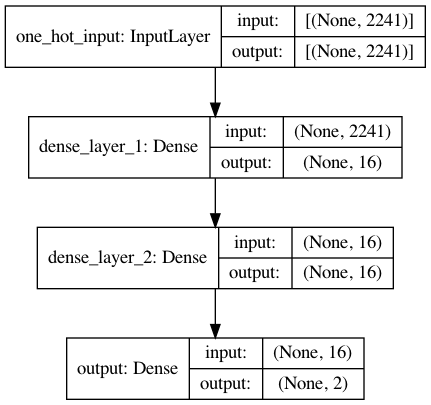 one_hot_input: InputLayer
input: [(None, 2241)]
output: [(None, 2241)]
dense_layer_1: Dense
input: (None, 2241)
output: (None, 16)
dense_layer_2: Dense
input: (None, 16)
output: (None, 16)
output: Dense
input: (None, 16)
output: (None, 2)